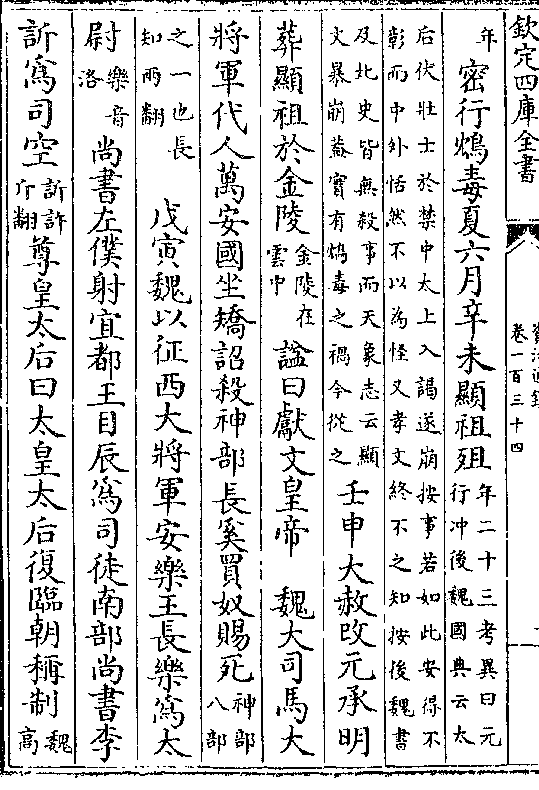 欽定四庫全書
卷一百三十四
年
密行鴆毒夏六月辛未顯祖殂
年二十三考異曰元
行冲後魏國典云太
后伏壯士於禁中太上入謁遂崩按事若如此安得不
彰而中外恬然不以為怪又孝文終不之知按後魏書
及北史皆無殺事而天象志云顯
文暴崩蓋實有鴆毒之禍今從之
壬申大赦改元承明
葬顯祖於金陵
金陵在
雲中
諡曰獻文皇帝　魏大司馬大
將軍代人萬安國坐矯詔殺神部長奚買奴賜死
神部
八部
之一也長
知兩翻
戊寅魏以征西大將軍安樂王長樂爲太
尉
樂音
洛
尚書左僕射宜都王目辰爲司徒南部尚書李
訢爲司空
訢許
斤翻
尊皇太后曰太皇太后復臨朝稱制
魏
高